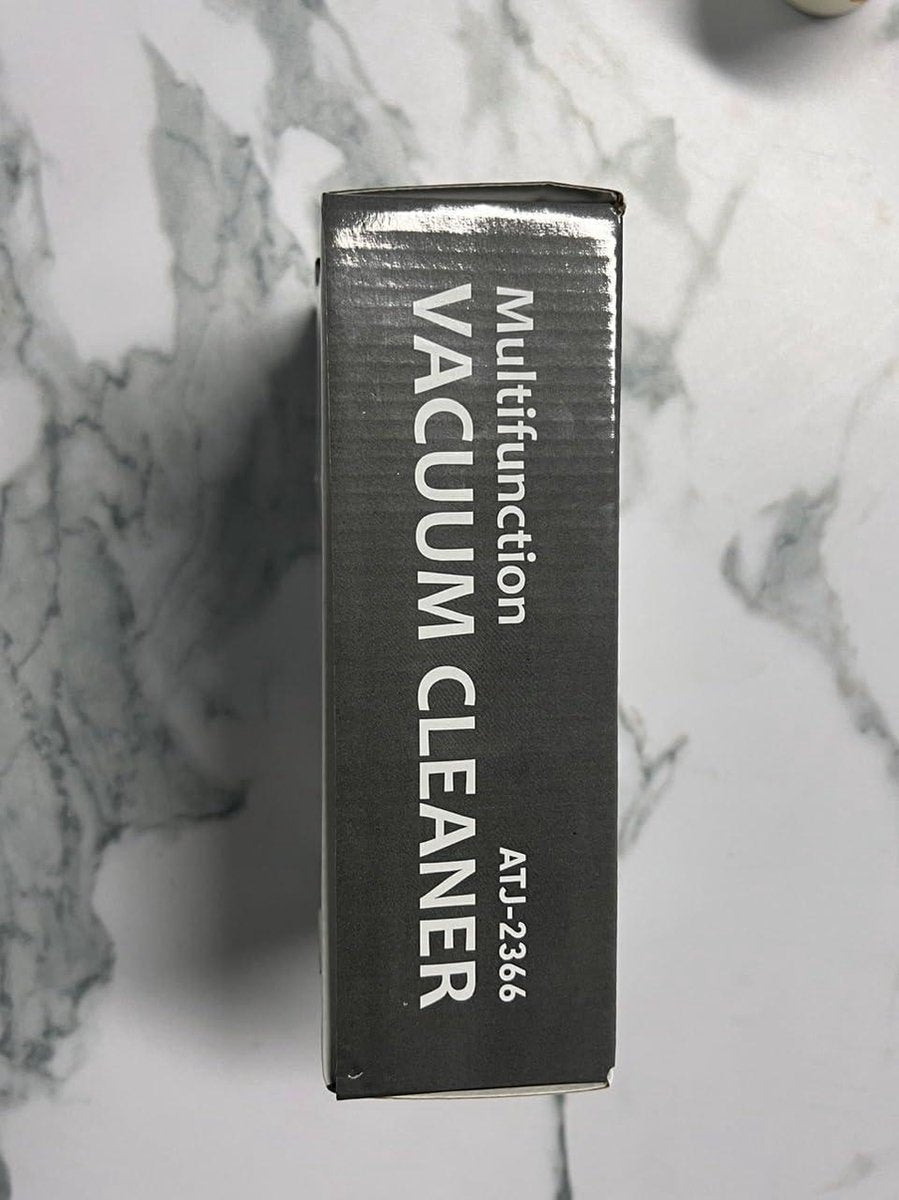 Multifunction ATJ-2366
VACUUM CLEANER